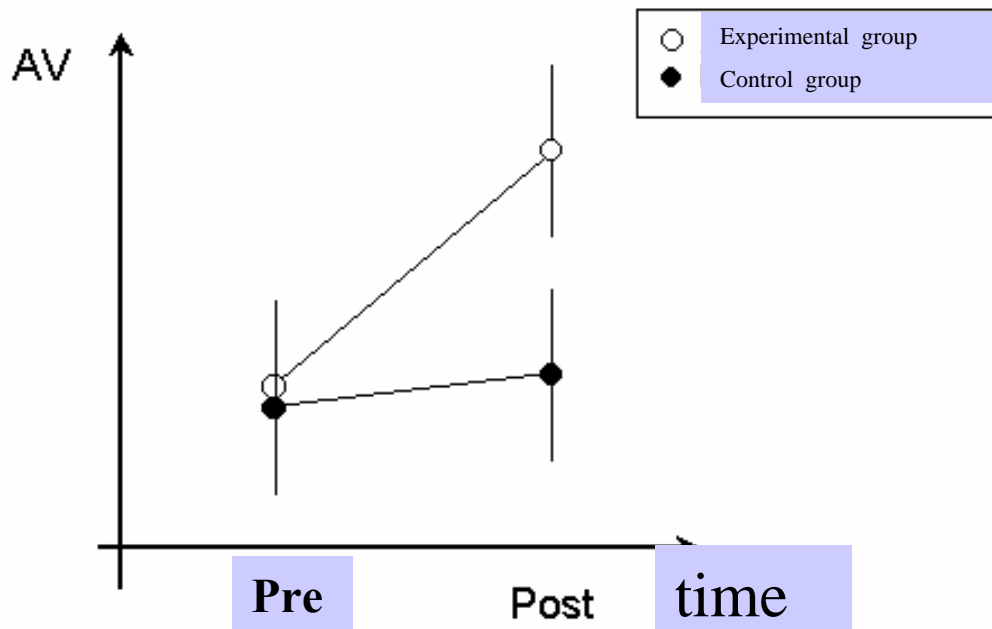 AV
Experimental group
Control group
Pre
Post
time